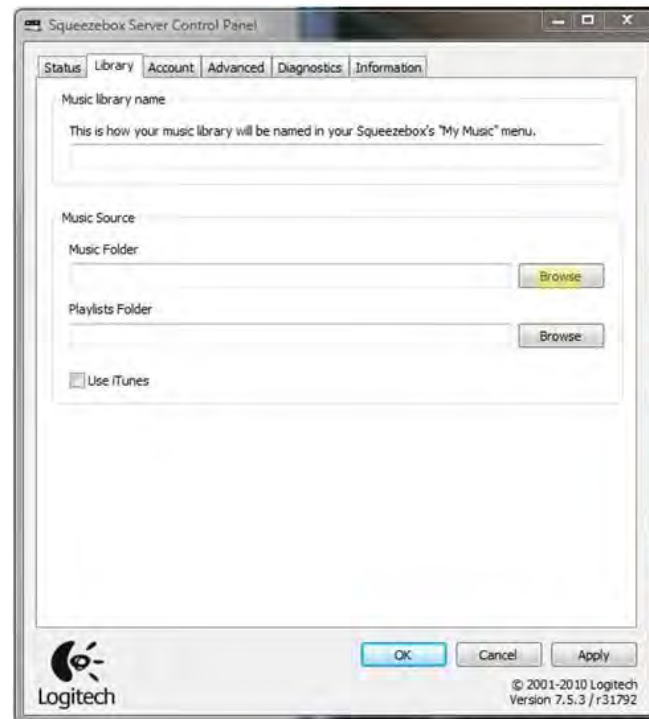 Squeezebox Server Control Panel
Status Library Account Advanced Diagnostics Information
Music library name
This is how your music library will be named in your Squeezebox's "My Music" menu.
Music Source
Music Folder
Browse
Playlists Folder
Browse
Use iTunes
OK Cancel Apply
Logitech
© 2001-2010 Logitech
Version 7.5.3 / r31792